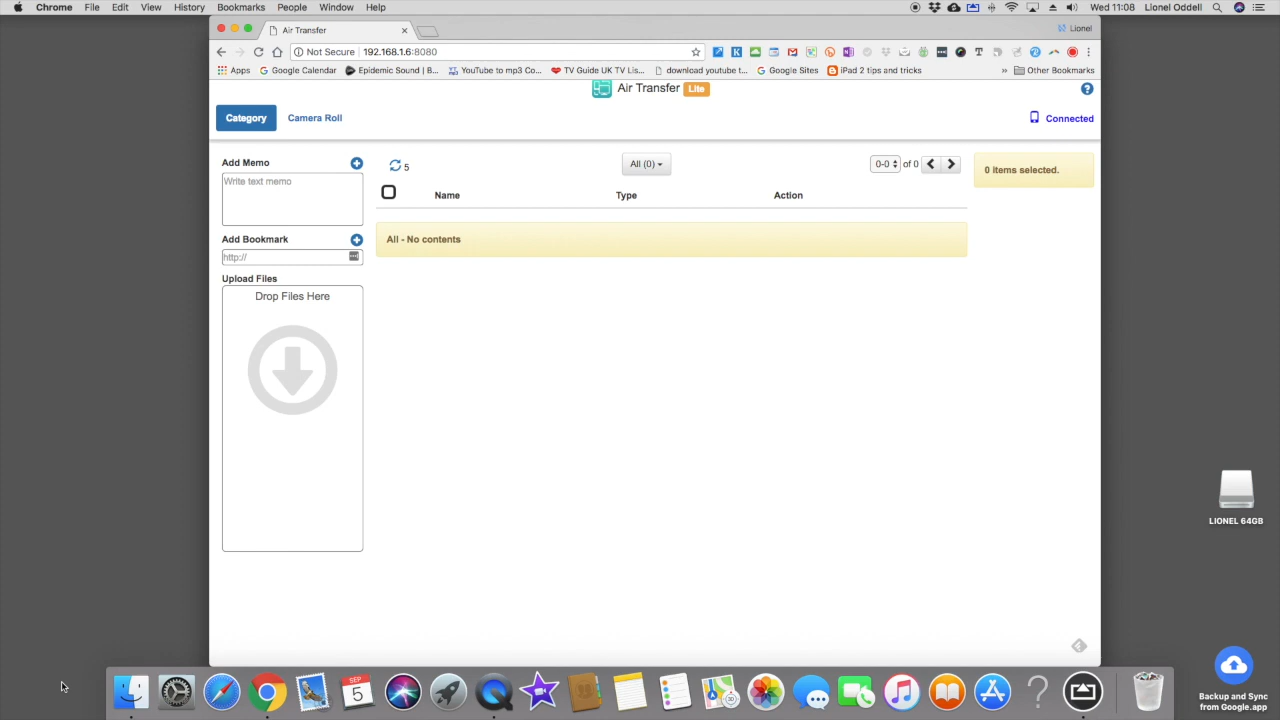 Chrome File Edit View History Bookmarks People Window Help Wed 11:08 Lionel Oddell
Air Transfer Lionel
Not Secure 192.168.1.6:8080
Apps Google Calendar Epidemic Sound | B... YouTube to mp3 Co... TV Guide UK TV Lis... download youtube t... Google Sites iPad 2 tips and tricks » Other Bookmarks
Air Transfer Lite
Category Camera Roll Connected
Add Memo
Write text memo
5 All (0) 0-0 of 0
0 items selected.
Name Type Action
All - No contents
Add Bookmark
http://
Upload Files
Drop Files Here
LIONEL 64GB
SEP
5
Backup and Sync
from Google.app